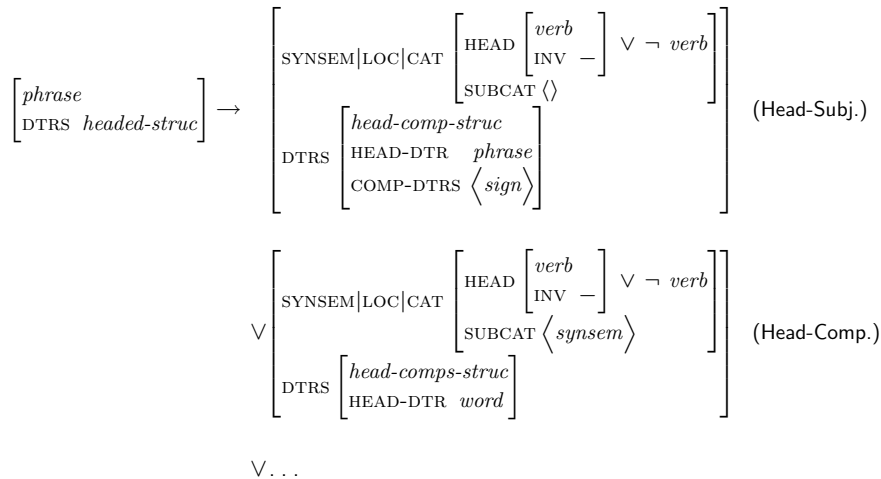 SYNSEM|LOC|CAT [HEAD [verb INV −] ∨ ¬ verb
SUBCAT ⟨⟩]
[phrase DTRS headed-struc] → (Head-Subj.)
DTRS [head-comp-struc
HEAD-DTR phrase
COMP-DTRS ⟨sign⟩]
∨ SYNSEM|LOC|CAT [HEAD [verb INV −] ∨ ¬ verb
SUBCAT ⟨synsem⟩] (Head-Comp.)
DTRS [head-comps-struc
HEAD-DTR word]
∨ . . .